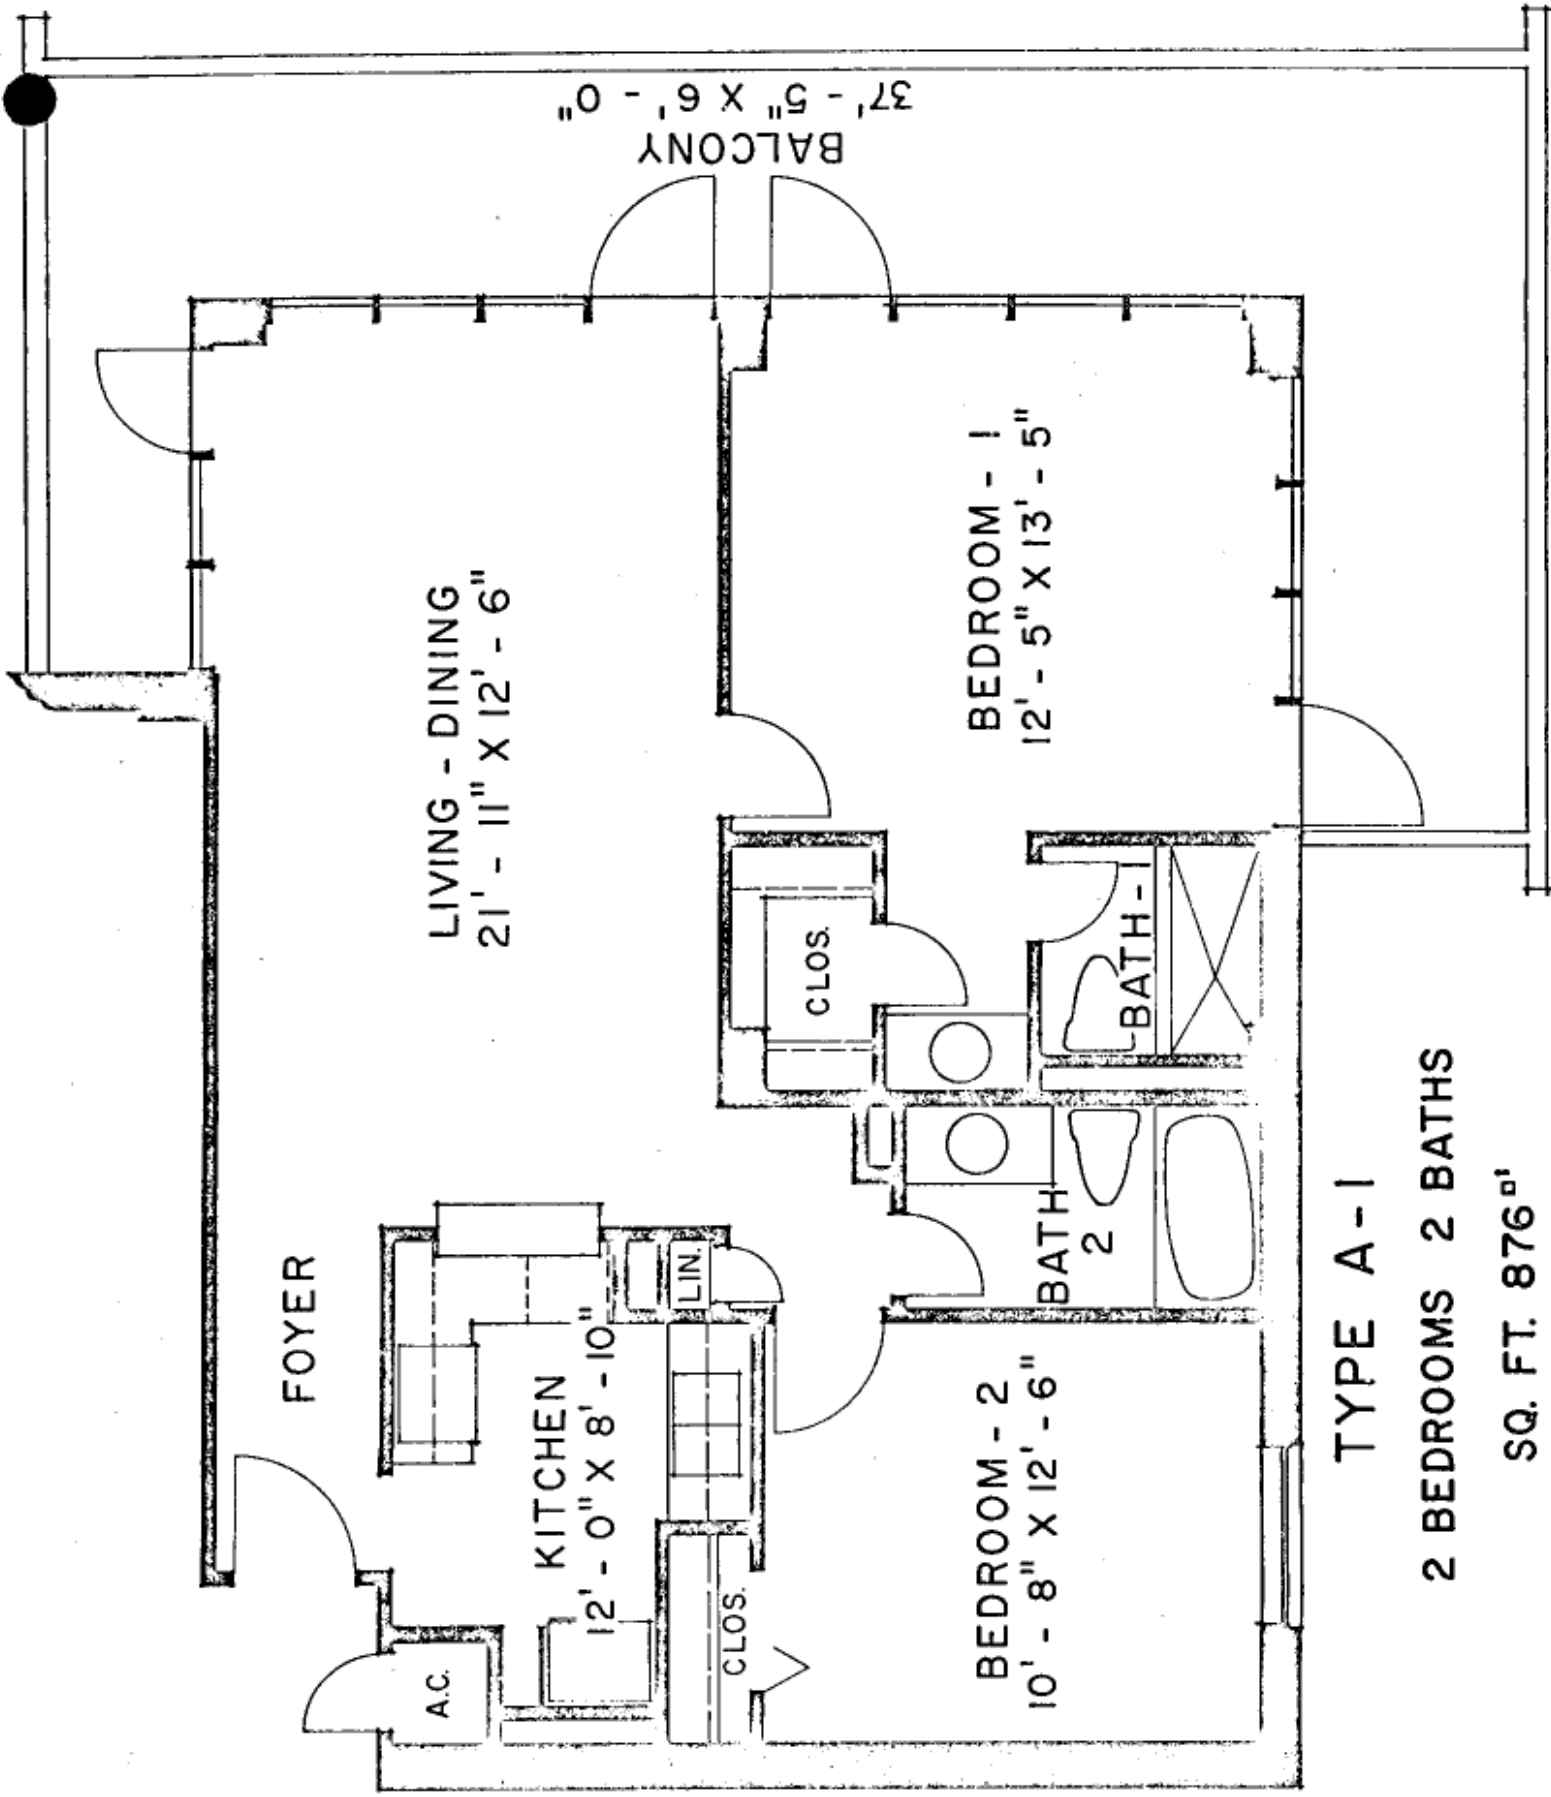 BALCONY
37' - 5" X 6' - 0"
LIVING - DINING
21' - 11" X 12' - 6"
BEDROOM - 1
12' - 5" X 13' - 5"
CLOS.
BATH - 1
FOYER
LIN.
BATH
2
KITCHEN
12' - 0" X 8' - 10"
A.C.
CLOS.
BEDROOM - 2
10' - 8" X 12' - 6"
TYPE A - 1
2 BEDROOMS 2 BATHS
SQ. FT. 876□'